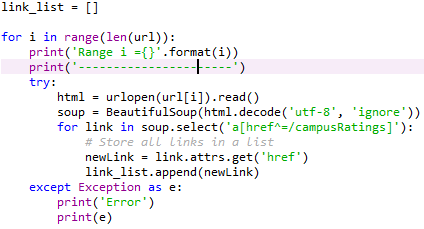 link_list = []

for i in range(len(url)):
    print('Range i ={}'.format(i))
    print('----------------------')
    try:
        html = urlopen(url[i]).read()
        soup = BeautifulSoup(html.decode('utf-8', 'ignore'))
        for link in soup.select('a[href^=/campusRatings]'):
            # Store all links in a list
            newLink = link.attrs.get('href')
            link_list.append(newLink)
    except Exception as e:
        print('Error')
        print(e)